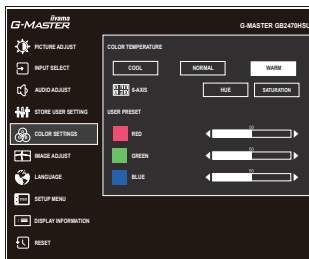 iiyama
G-MASTER
G-MASTER GB2470HSU
PICTURE ADJUST
COLOR TEMPERATURE
INPUT SELECT
COOL NORMAL WARM
AUDIO ADJUST
6-AXIS HUE SATURATION
STORE USER SETTING
USER PRESET
COLOR SETTINGS
RED 50
IMAGE ADJUST
GREEN 50
LANGUAGE
BLUE 50
SETUP MENU
DISPLAY INFORMATION
RESET